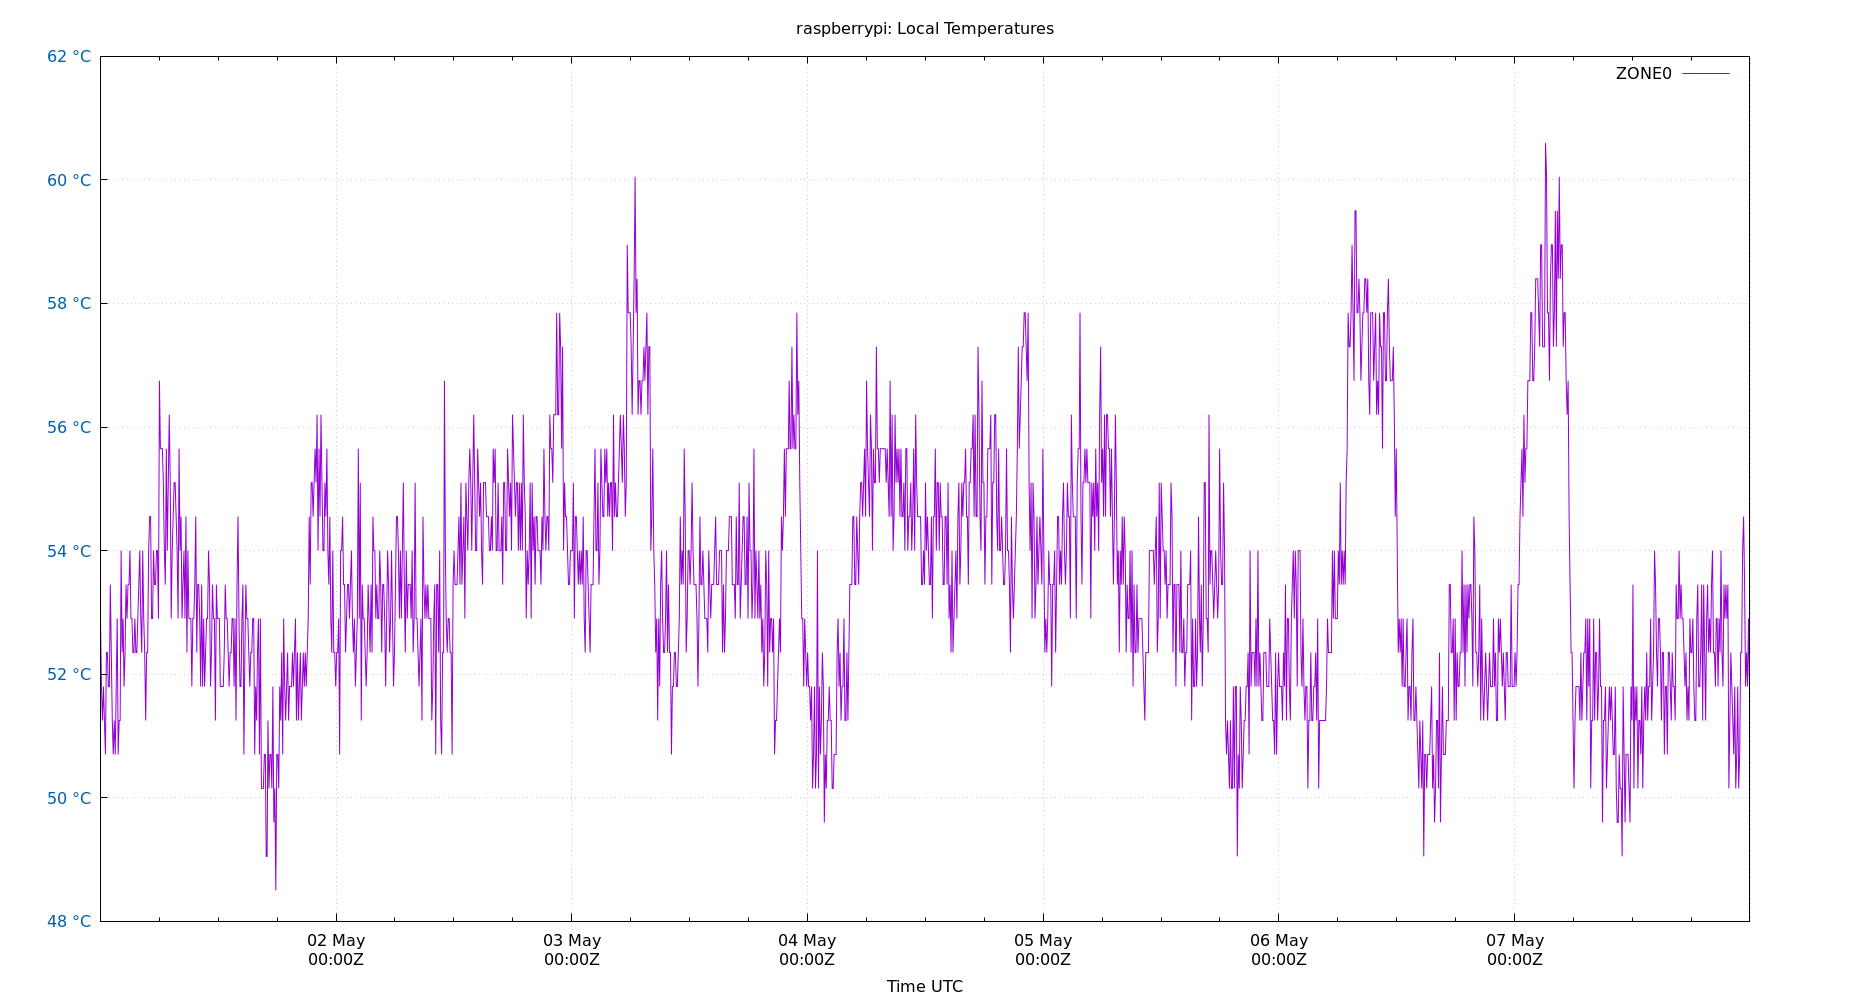 raspberrypi: Local Temperatures
62 °C
ZONE0
60 °C
58 °C
56 °C
54 °C
52 °C
50 °C
48 °C
02 May 03 May 04 May 05 May 06 May 07 May
00:00Z 00:00Z 00:00Z 00:00Z 00:00Z 00:00Z
Time UTC